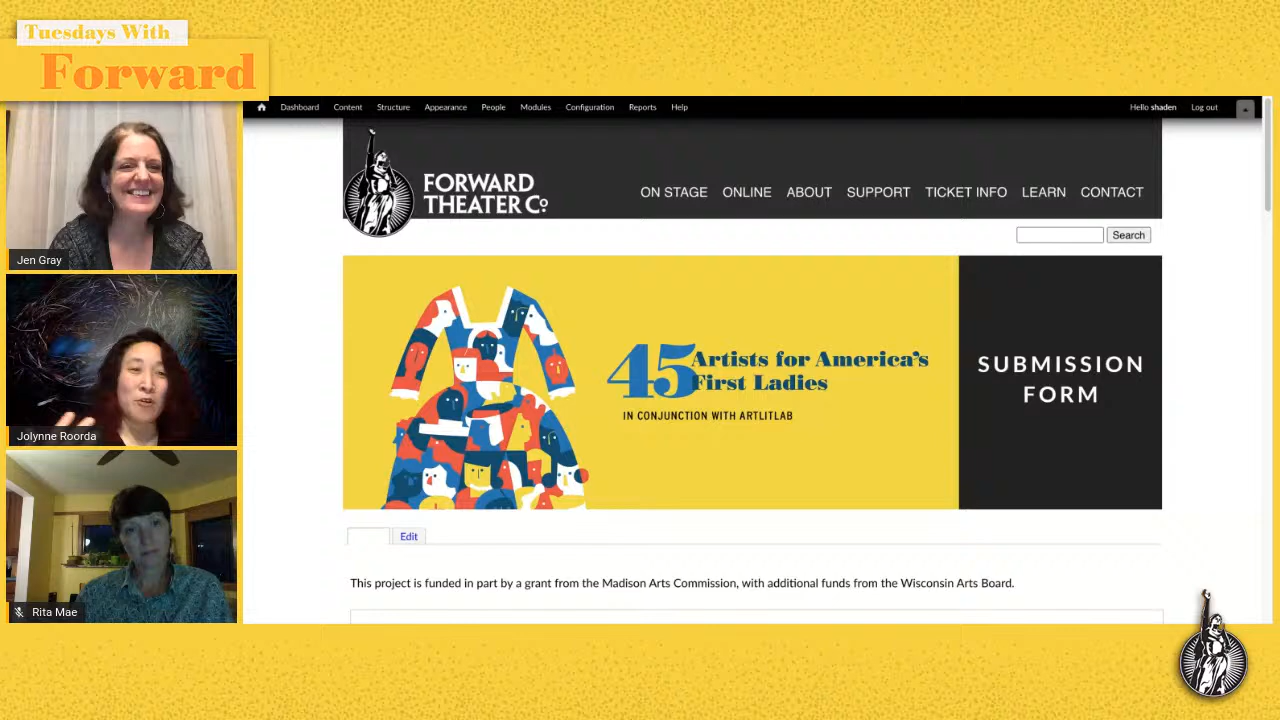 Tuesdays With
Forward
Dashboard Content Structure Appearance People Modules Configuration Reports Help Hello shaden Log out
FORWARD
THEATER Co.
ON STAGE ONLINE ABOUT SUPPORT TICKET INFO LEARN CONTACT
Search
Jen Gray
45 Artists for America's
First Ladies
IN CONJUNCTION WITH ARTLITLAB
SUBMISSION
FORM
Jolynne Roorda
Edit
This project is funded in part by a grant from the Madison Arts Commission, with additional funds from the Wisconsin Arts Board.
Rita Mae